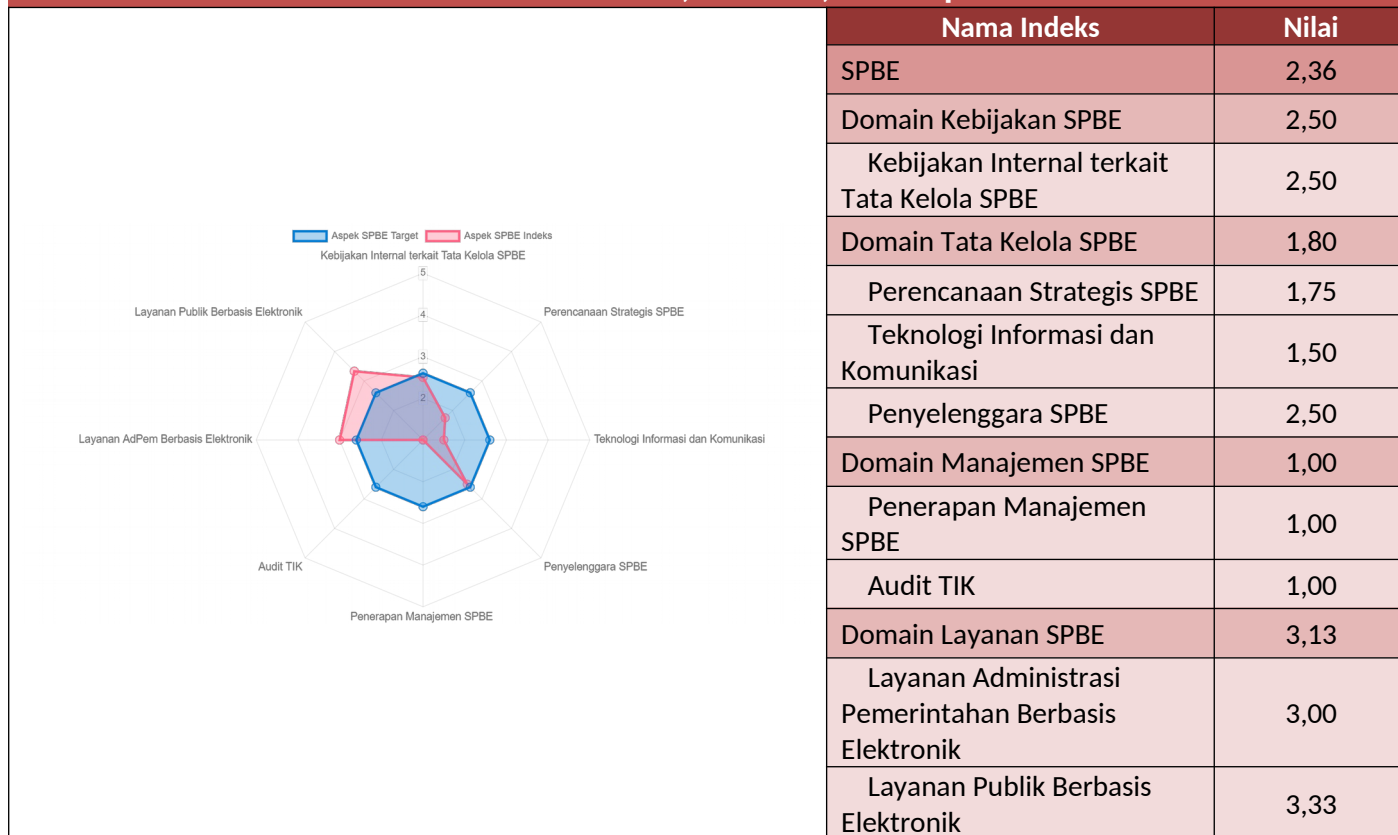 Aspek SPBE Target Aspek SPBE Indeks
Kebijakan Internal terkait Tata Kelola SPBE
5
Layanan Publik Berbasis Elektronik Perencanaan Strategis SPBE
4
3
2
Layanan AdPem Berbasis Elektronik Teknologi Informasi dan Komunikasi
Audit TIK Penyelenggara SPBE
Penerapan Manajemen SPBE
Nama Indeks Nilai
SPBE 2,36
Domain Kebijakan SPBE 2,50
Kebijakan Internal terkait
Tata Kelola SPBE 2,50
Domain Tata Kelola SPBE 1,80
Perencanaan Strategis SPBE 1,75
Teknologi Informasi dan
Komunikasi 1,50
Penyelenggara SPBE 2,50
Domain Manajemen SPBE 1,00
Penerapan Manajemen
SPBE 1,00
Audit TIK 1,00
Domain Layanan SPBE 3,13
Layanan Administrasi
Pemerintahan Berbasis 3,00
Elektronik
Layanan Publik Berbasis
Elektronik 3,33